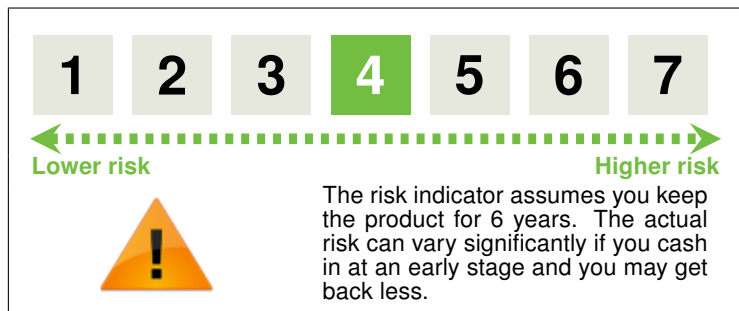 1 2 3 4 5 6 7
Lower risk Higher risk
The risk indicator assumes you keep
the product for 6 years. The actual
risk can vary significantly if you cash
in at an early stage and you may get
back less.